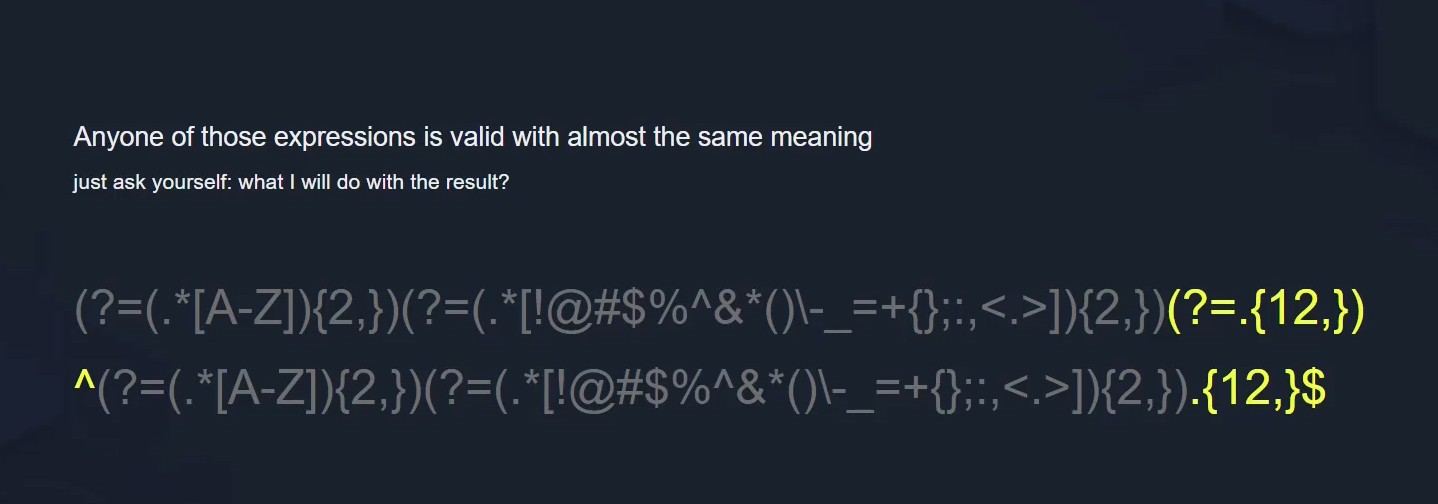 Anyone of those expressions is valid with almost the same meaning
just ask yourself: what I will do with the result?
(?=(.*[A-Z]){2,})(?=(.*[!@#$%^&*()\-_=+{};:,<.>]){2,})(?=.{12,})
^(?=(.*[A-Z]){2,})(?=(.*[!@#$%^&*()\-_=+{};:,<.>]){2,}).{12,}$